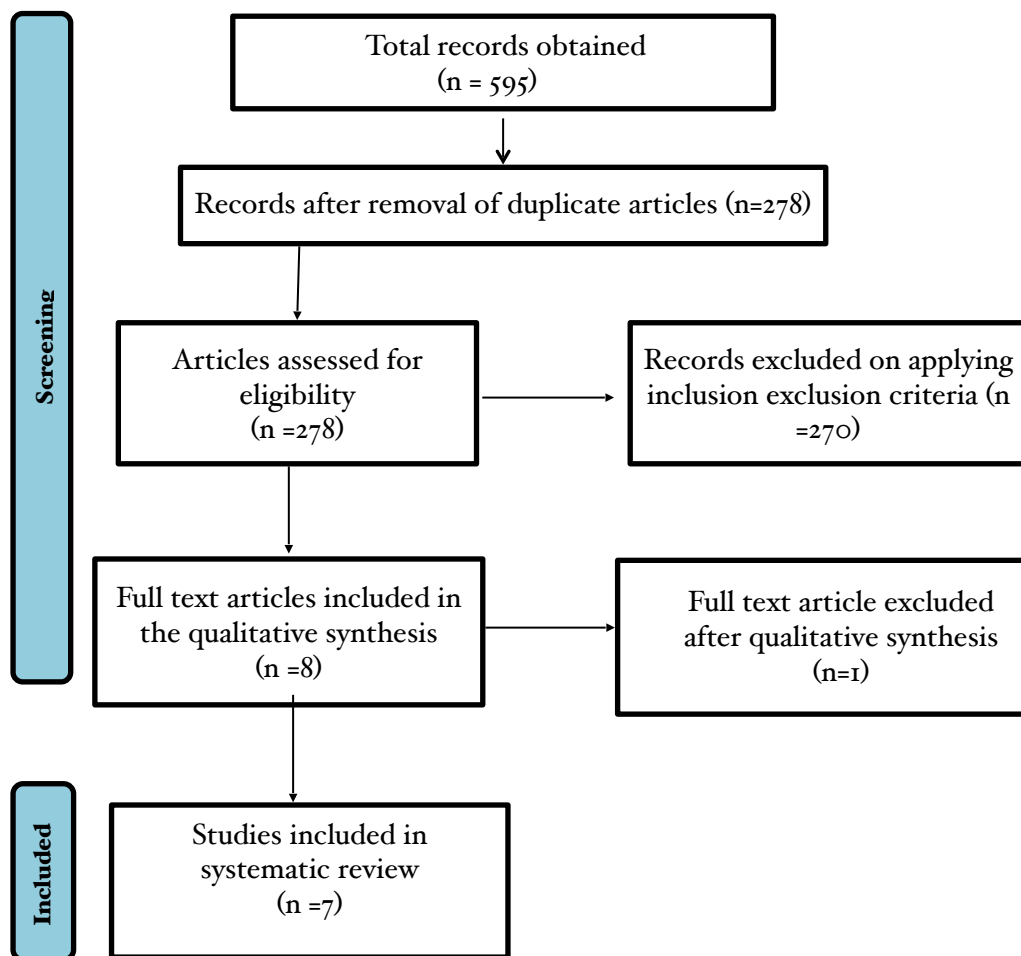 Total records obtained
(n = 595)
Records after removal of duplicate articles (n=278)
Screening
Articles assessed for
eligibility
(n =278)
Records excluded on applying
inclusion exclusion criteria (n
=270)
Full text articles included in
the qualitative synthesis
(n =8)
Full text article excluded
after qualitative synthesis
(n=1)
Included
Studies included in
systematic review
(n =7)